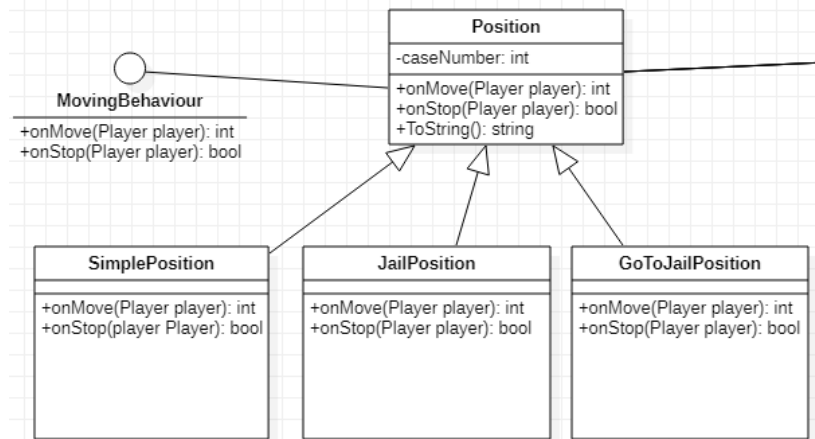 Position
-caseNumber: int
+onMove(Player player): int
+onStop(Player player): bool
+ToString(): string
MovingBehaviour
+onMove(Player player): int
+onStop(Player player): bool
SimplePosition
+onMove(Player player): int
+onStop(player Player): bool
JailPosition
+onMove(Player player): int
+onStop(Player player): bool
GoToJailPosition
+onMove(Player player): int
+onStop(Player player): bool